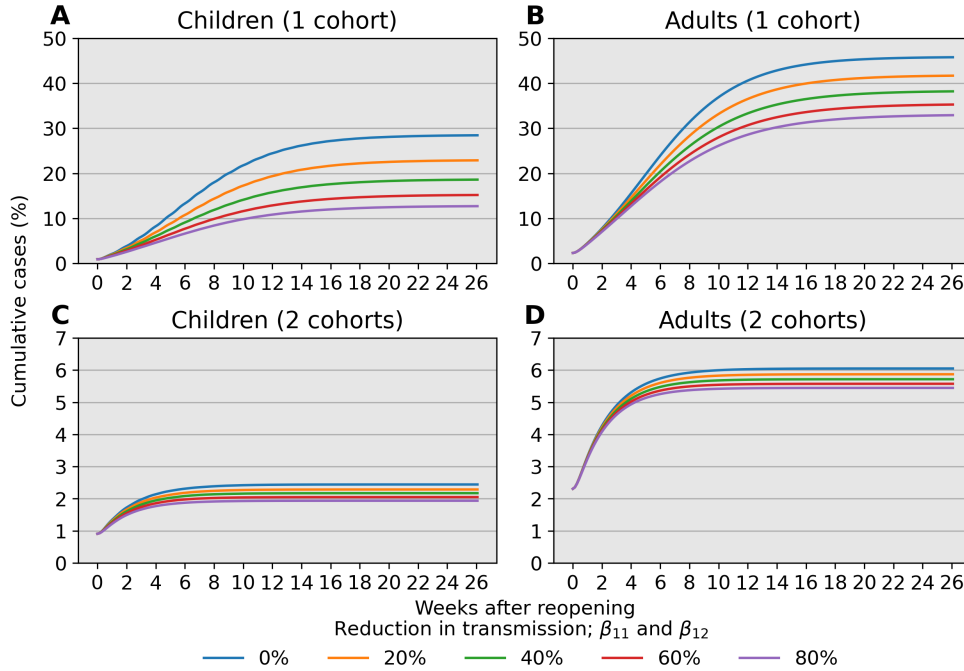 A Children (1 cohort)
50
40
30
20
10
0
0 2 4 6 8 10 12 14 16 18 20 22 24 26
B Adults (1 cohort)
50
40
30
20
10
0
0 2 4 6 8 10 12 14 16 18 20 22 24 26
Cumulative cases (%)
C Children (2 cohorts)
7
6
5
4
3
2
1
0
0 2 4 6 8 10 12 14 16 18 20 22 24 26
D Adults (2 cohorts)
7
6
5
4
3
2
1
0
0 2 4 6 8 10 12 14 16 18 20 22 24 26
Weeks after reopening
Reduction in transmission; β₁₁ and β₁₂
0% 20% 40% 60% 80%